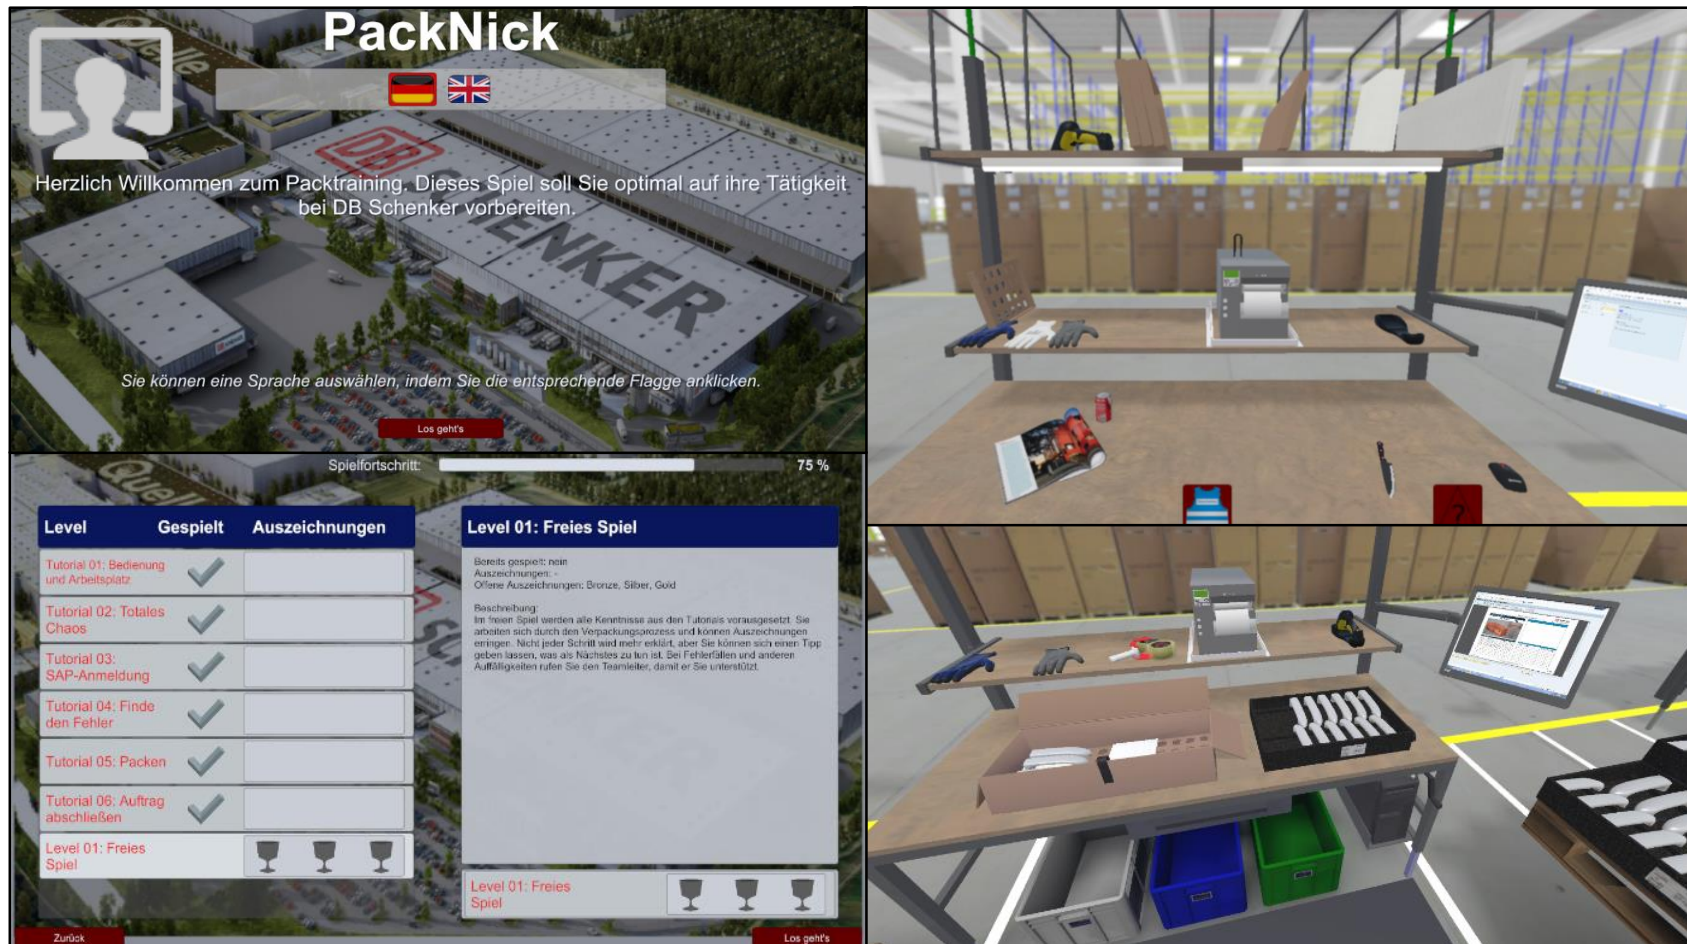 PackNick
Quelle
DB
SCHENKER
Herzlich Willkommen zum Packtraining. Dieses Spiel soll Sie optimal auf ihre Tätigkeit
bei DB Schenker vorbereiten.
Sie können eine Sprache auswählen, indem Sie die entsprechende Flagge anklicken.
Los geht's
Spielfortschritt:
75 %
Quelle
Level Gespielt Auszeichnungen
Tutorial 01: Bedienung
und Arbeitsplatz
Tutorial 02: Totales
Chaos
Tutorial 03:
SAP-Anmeldung
Tutorial 04: Finde
den Fehler
Tutorial 05: Packen
Tutorial 06: Auftrag
abschließen
Level 01: Freies
Spiel
Zurück
Level 01: Freies Spiel
Bereits gespielt: nein
Auszeichnungen: -
Offene Auszeichnungen: Bronze, Silber, Gold
Beschreibung:
Im freien Spiel werden alle Kenntnisse aus den Tutorials vorausgesetzt. Sie
arbeiten sich durch den Verpackungsprozess und können Auszeichnungen
erringen. Nicht jeder Schritt wird mehr erklärt, aber Sie können sich einen Tipp
geben lassen, was als Nächstes zu tun ist. Bei Fehlerfällen und anderen
Auffälligkeiten rufen Sie den Teamleiter, damit er Sie unterstützt.
Level 01: Freies
Spiel
Los geht's
?